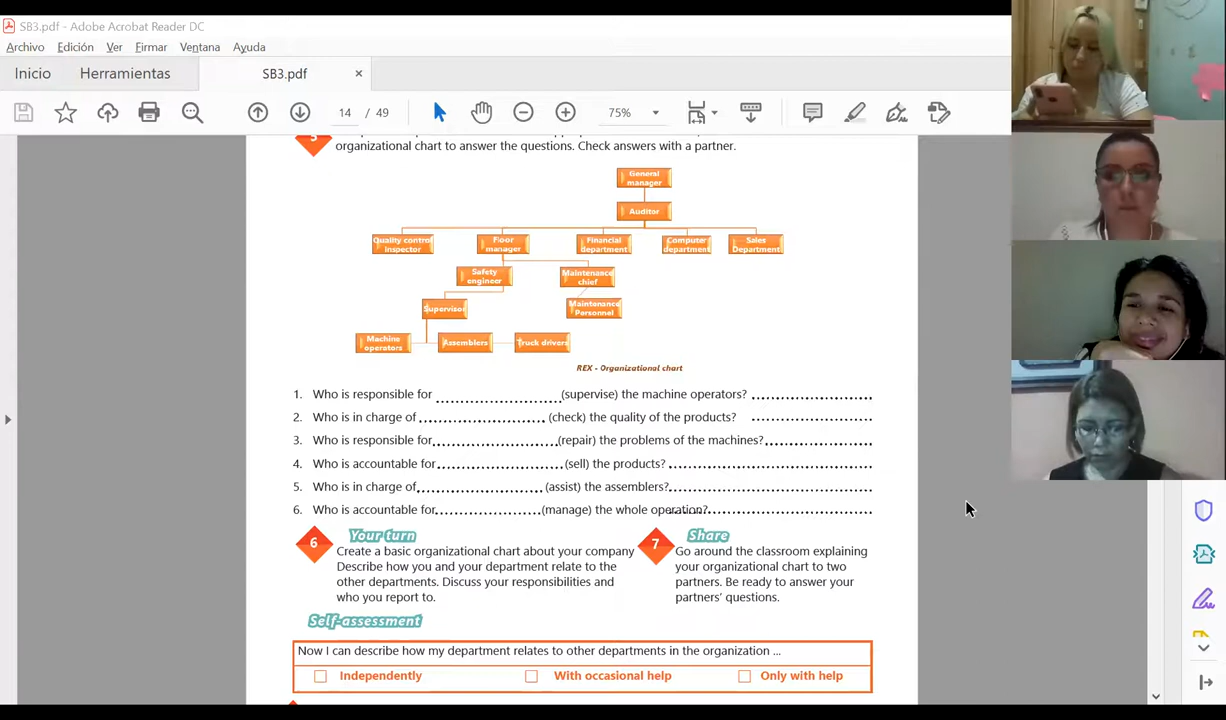 SB3.pdf - Adobe Acrobat Reader DC
Archivo Edición Ver Firmar Ventana Ayuda
Inicio Herramientas SB3.pdf ×
14 / 49 75%
organizational chart to answer the questions. Check answers with a partner.
General manager
Auditor
Quality control Inspector
Floor manager
Financial department
Computer department
Sales Department
Safety engineer
Maintenance chief
Supervisor
Maintenance Personnel
Machine operators
Assemblers
Truck drivers
REX - Organizational chart
1. Who is responsible for ............................ (supervise) the machine operators? ............................
2. Who is in charge of ............................ (check) the quality of the products? ............................
3. Who is responsible for............................(repair) the problems of the machines?............................
4. Who is accountable for............................ (sell) the products? ............................
5. Who is in charge of............................ (assist) the assemblers?............................
6. Who is accountable for............................(manage) the whole operation?............................
6 Your turn
Create a basic organizational chart about your company
Describe how you and your department relate to the
other departments. Discuss your responsibilities and
who you report to.
7 Share
Go around the classroom explaining
your organizational chart to two
partners. Be ready to answer your
partners' questions.
Self-assessment
Now I can describe how my department relates to other departments in the organization ...
Independently With occasional help Only with help